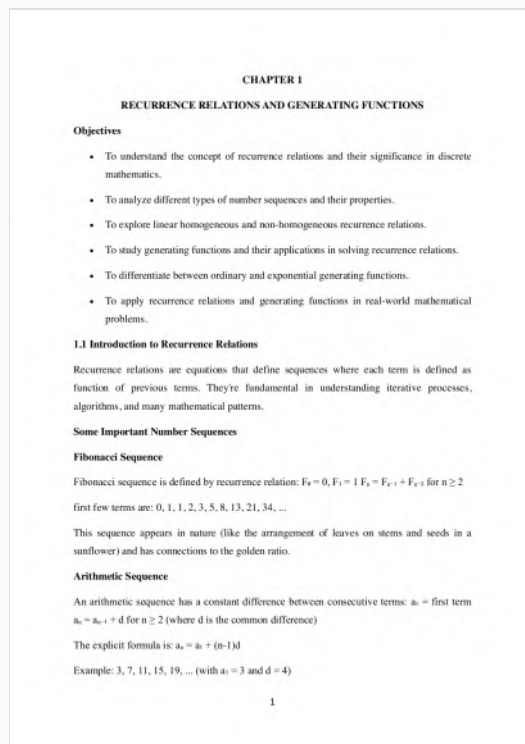 CHAPTER 1
RECURRENCE RELATIONS AND GENERATING FUNCTIONS
Objectives
• To understand the concept of recurrence relations and their significance in discrete
mathematics.
• To analyze different types of number sequences and their properties.
• To explore linear homogeneous and non-homogeneous recurrence relations.
• To study generating functions and their applications in solving recurrence relations.
• To differentiate between ordinary and exponential generating functions.
• To apply recurrence relations and generating functions in real-world mathematical
problems.
1.1 Introduction to Recurrence Relations
Recurrence relations are equations that define sequences where each term is defined as
function of previous terms. They're fundamental in understanding iterative processes,
algorithms, and many mathematical patterns.
Some Important Number Sequences
Fibonacci Sequence
Fibonacci sequence is defined by recurrence relation: F₀ = 0, F₁ = 1 Fₙ = Fₙ₋₁ + Fₙ₋₂ for n ≥ 2
first few terms are: 0, 1, 1, 2, 3, 5, 8, 13, 21, 34, ...
This sequence appears in nature (like the arrangement of leaves on stems and seeds in a
sunflower) and has connections to the golden ratio.
Arithmetic Sequence
An arithmetic sequence has a constant difference between consecutive terms: a₁ = first term
aₙ = aₙ₋₁ + d for n ≥ 2 (where d is the common difference)
The explicit formula is: aₙ = a₁ + (n-1)d
Example: 3, 7, 11, 15, 19, ... (with a₁ = 3 and d = 4)
1